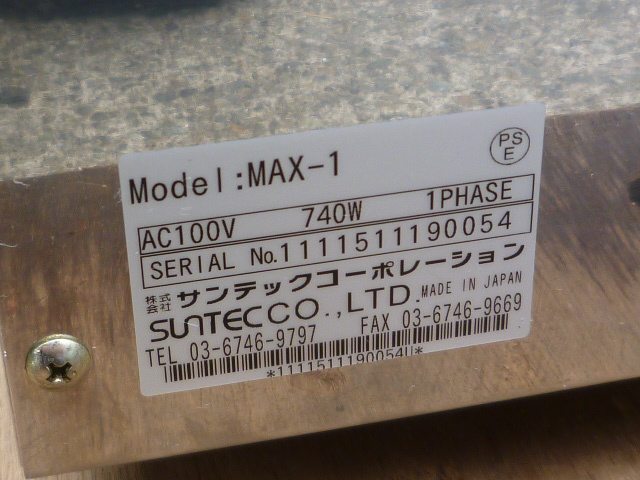 Model:MAX-1
PS
E
AC100V 740W 1PHASE
SERIAL No.1111511190054
株式
会社 サンテックコーポレーション
SUNTEC CO.,LTD. MADE IN JAPAN
TEL 03-6746-9797 FAX 03-6746-9669
*1111511190054U*